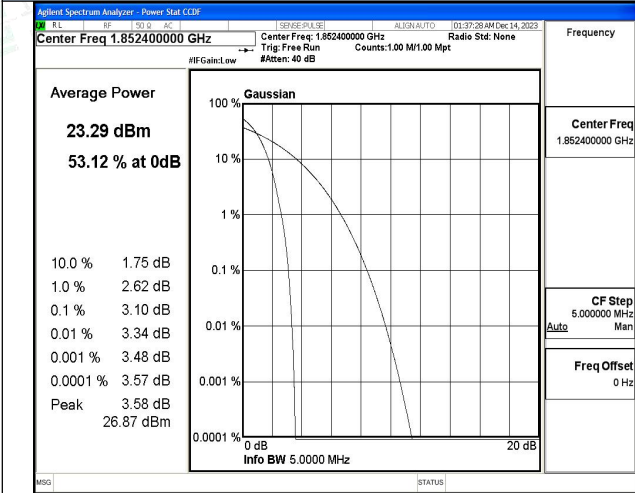 Agilent Spectrum Analyzer - Power Stat CCDF
LXI RL RF 50 Ω AC SENSE:PULSE ALIGN AUTO 01:37:28 AM Dec 14, 2023
Center Freq 1.852400000 GHz
Center Freq: 1.852400000 GHz Radio Std: None
Trig: Free Run Counts:1.00 M/1.00 Mpt
#IFGain:Low #Atten: 40 dB
Frequency
Average Power
23.29 dBm
53.12 % at 0dB
10.0 % 1.75 dB
1.0 % 2.62 dB
0.1 % 3.10 dB
0.01 % 3.34 dB
0.001 % 3.48 dB
0.0001 % 3.57 dB
Peak 3.58 dB
26.87 dBm
Gaussian
100 %
10 %
1 %
0.1 %
0.01 %
0.001 %
0.0001 %
0 dB 20 dB
Info BW 5.0000 MHz
Center Freq
1.852400000 GHz
CF Step
5.000000 MHz
Auto Man
Freq Offset
0 Hz
MSG STATUS